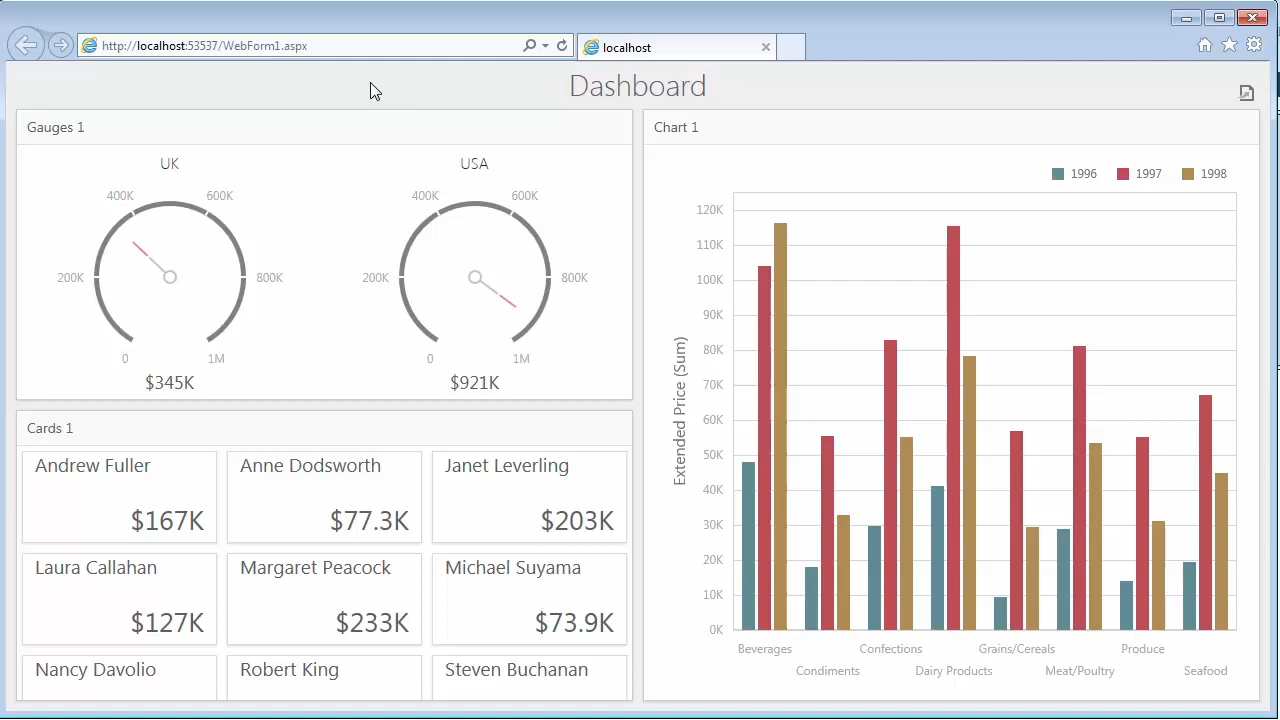 http://localhost:53537/WebForm1.aspx
localhost
Dashboard
Gauges 1
UK
USA
400K
600K
200K
800K
0
1M
$345K
400K
600K
200K
800K
0
1M
$921K
Cards 1
Andrew Fuller
$167K
Anne Dodsworth
$77.3K
Janet Leverling
$203K
Laura Callahan
$127K
Margaret Peacock
$233K
Michael Suyama
$73.9K
Nancy Davolio
Robert King
Steven Buchanan
Chart 1
1996 1997 1998
Extended Price (Sum)
120K
110K
100K
90K
80K
70K
60K
50K
40K
30K
20K
10K
0K
Beverages
Condiments
Confections
Dairy Products
Grains/Cereals
Meat/Poultry
Produce
Seafood